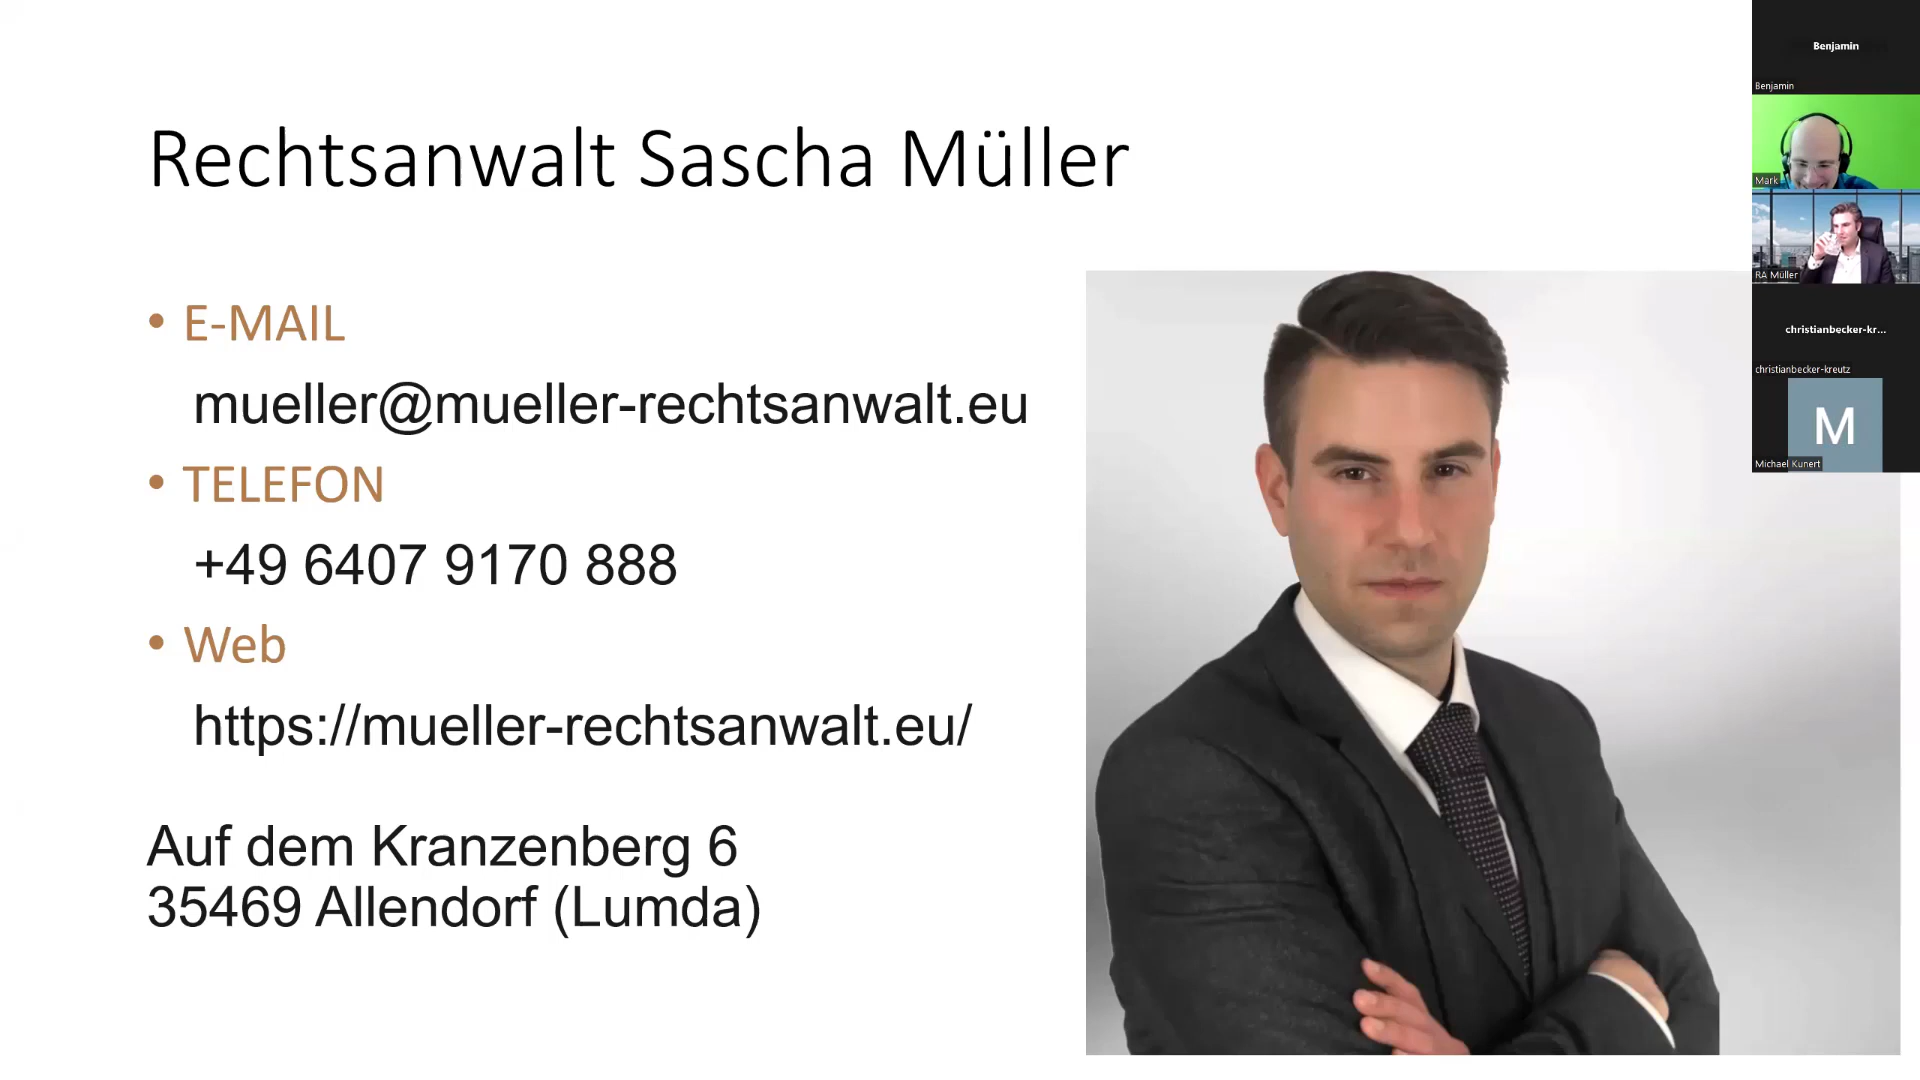 Rechtsanwalt Sascha Müller
• E-MAIL
mueller@mueller-rechtsanwalt.eu
• TELEFON
+49 6407 9170 888
• Web
https://mueller-rechtsanwalt.eu/
Auf dem Kranzenberg 6
35469 Allendorf (Lumda)
Benjamin
Benjamin
Mark
RA Müller
christianbecker-kr...
christianbecker-kreutz
M
Michael Kunert